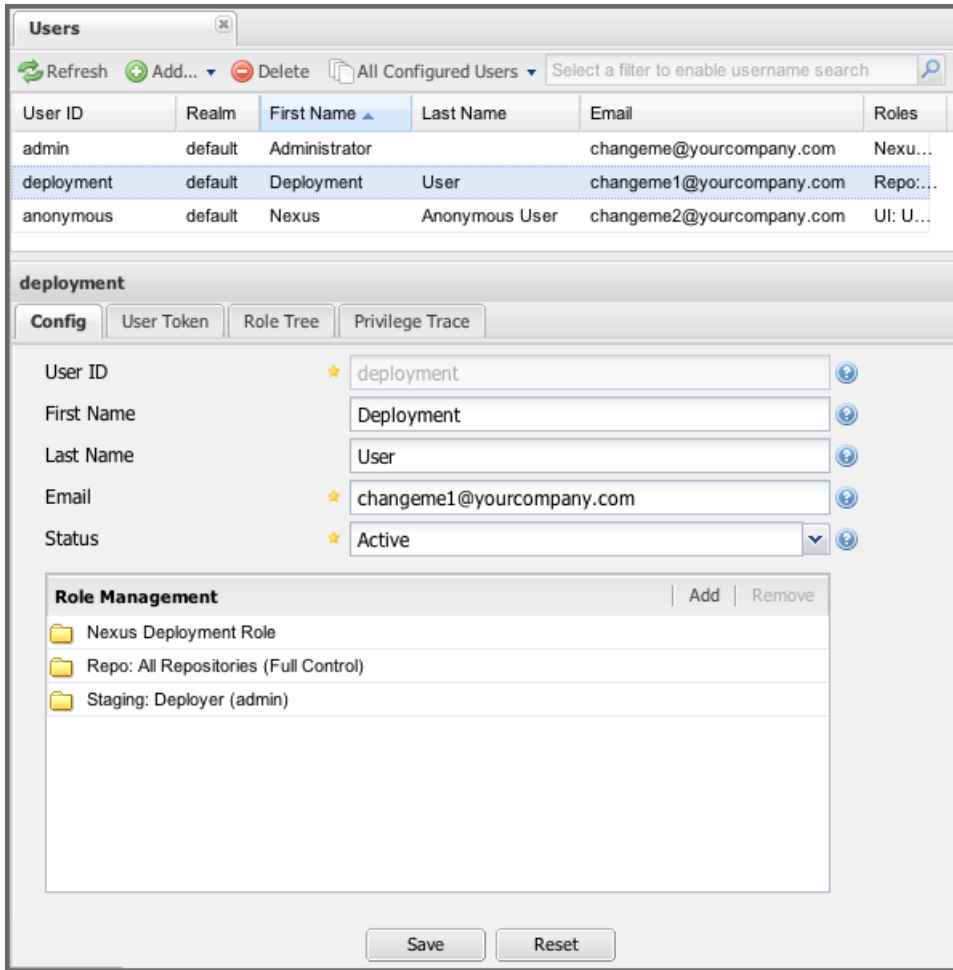 Users
Refresh Add... Delete All Configured Users Select a filter to enable username search
User ID Realm First Name Last Name Email Roles
admin default Administrator changeme@yourcompany.com Nexu...
deployment default Deployment User changeme1@yourcompany.com Repo:...
anonymous default Nexus Anonymous User changeme2@yourcompany.com UI: U...
deployment
Config User Token Role Tree Privilege Trace
User ID deployment
First Name Deployment
Last Name User
Email changeme1@yourcompany.com
Status Active
Role Management Add Remove
Nexus Deployment Role
Repo: All Repositories (Full Control)
Staging: Deployer (admin)
Save Reset